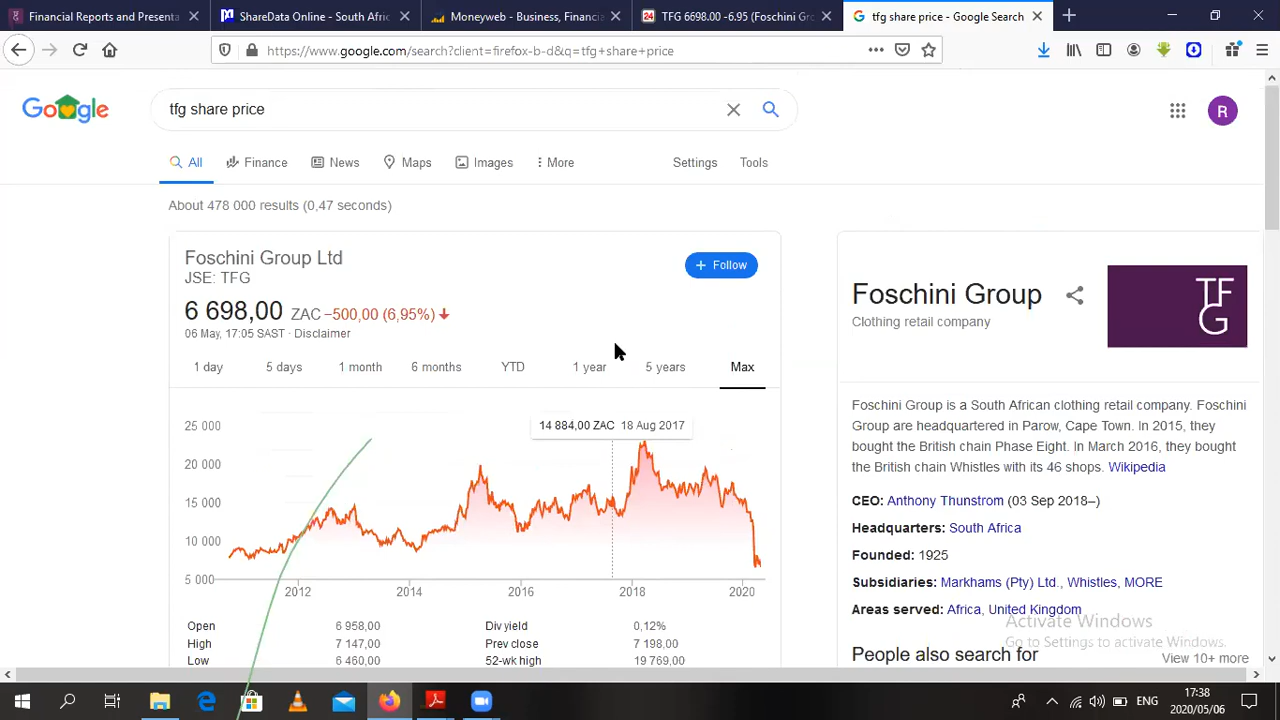 Financial Reports and Presenta
ShareData Online - South Afric
Moneyweb - Business, Financia
TFG 6698.00 -6.95 (Foschini Gro
tfg share price - Google Search
https://www.google.com/search?client=firefox-b-d&q=tfg+share+price
Google
tfg share price
R
All
Finance
News
Maps
Images
More
Settings
Tools
About 478 000 results (0,47 seconds)
Foschini Group Ltd
JSE: TFG
+ Follow
6 698,00 ZAC −500,00 (6,95%)
06 May, 17:05 SAST · Disclaimer
1 day
5 days
1 month
6 months
YTD
1 year
5 years
Max
14 884,00 ZAC 18 Aug 2017
25 000
20 000
15 000
10 000
5 000
2012
2014
2016
2018
2020
Open 6 958,00
Div yield 0,12%
High 7 147,00
Prev close 7 198,00
Low 6 460,00
52-wk high 19 769,00
Foschini Group
Clothing retail company
TFG
Foschini Group is a South African clothing retail company. Foschini
Group are headquartered in Parow, Cape Town. In 2015, they
bought the British chain Phase Eight. In March 2016, they bought
the British chain Whistles with its 46 shops. Wikipedia
CEO: Anthony Thunstrom (03 Sep 2018–)
Headquarters: South Africa
Founded: 1925
Subsidiaries: Markhams (Pty) Ltd., Whistles, MORE
Areas served: Africa, United Kingdom
Activate Windows
Go to Settings to activate Windows.
People also search for
View 10+ more
ENG
17:38
2020/05/06